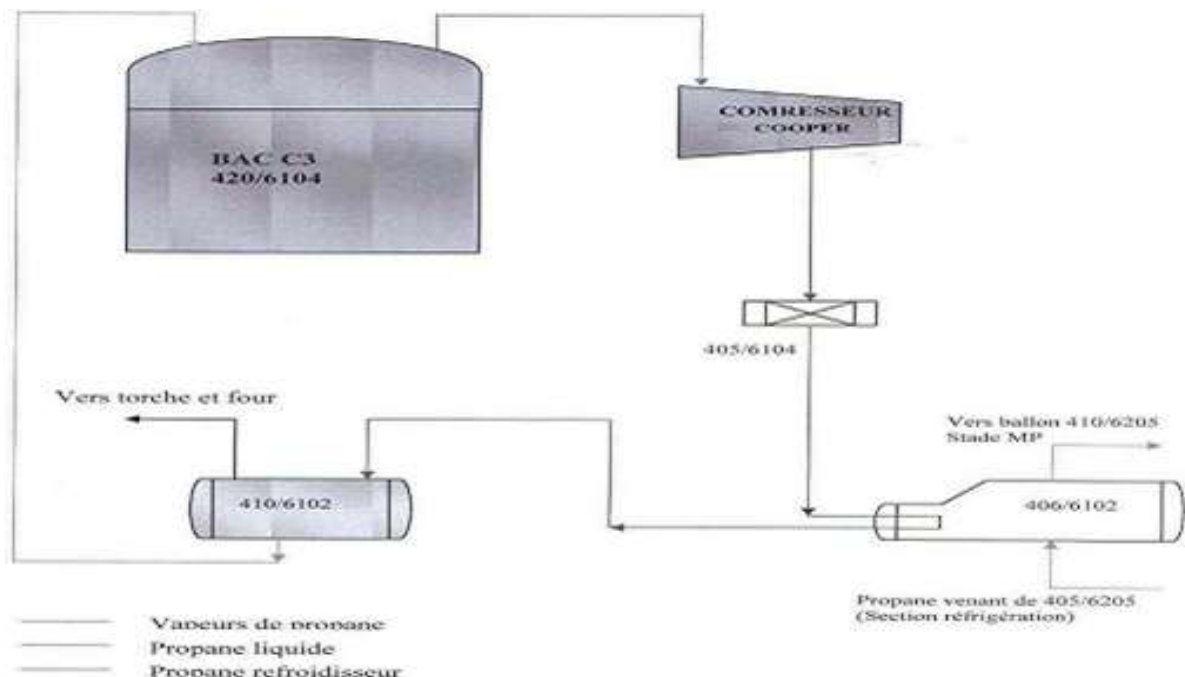 COMRESSEUR
COOPER
BAC C3
420/6104
405/6104
Vers torche et four
Vers ballon 410/6205
Stade MP
410/6102
406/6102
Propane venant de 405/6205
(Section réfrigération)
Vapeurs de propane
Propane liquide
Propane refroidisseur